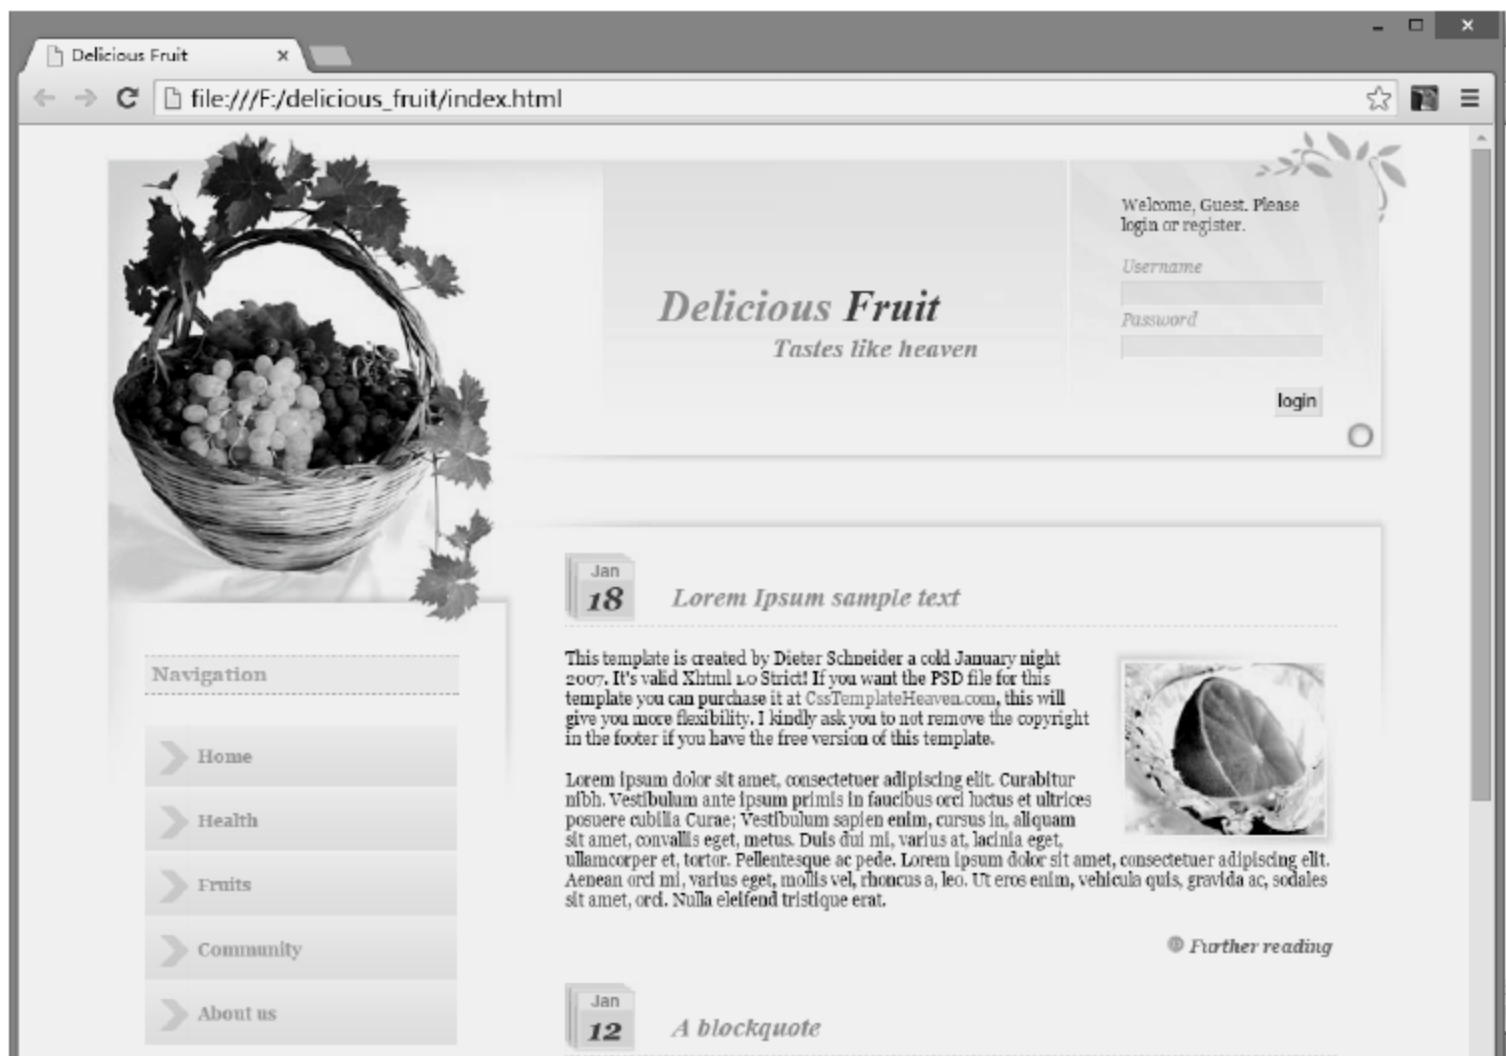 Delicious Fruit
file:///F:/delicious_fruit/index.html
Welcome, Guest. Please
login or register.
Username
Password
login
Delicious Fruit
Tastes like heaven
Navigation
Home
Health
Fruits
Community
About us
Jan
18
Lorem Ipsum sample text
This template is created by Dieter Schneider a cold January night
2007. It's valid Xhtml 1.0 Strict! If you want the PSD file for this
template you can purchase it at CssTemplateHeaven.com, this will
give you more flexibility. I kindly ask you to not remove the copyright
in the footer if you have the free version of this template.
Lorem ipsum dolor sit amet, consectetuer adipiscing elit. Curabitur
nibh. Vestibulum ante ipsum primis in faucibus orci luctus et ultrices
posuere cubilia Curae; Vestibulum sapien enim, cursus in, aliquam
sit amet, convallis eget, metus. Duis dui mi, varius at, lacinia eget,
ullamcorper et, tortor. Pellentesque ac pede. Lorem ipsum dolor sit amet, consectetuer adipiscing elit.
Aenean orci mi, varius eget, mollis vel, rhoncus a, leo. Ut eros enim, vehicula quis, gravida ac, sodales
sit amet, orci. Nulla eleifend tristique erat.
Further reading
Jan
12
A blockquote